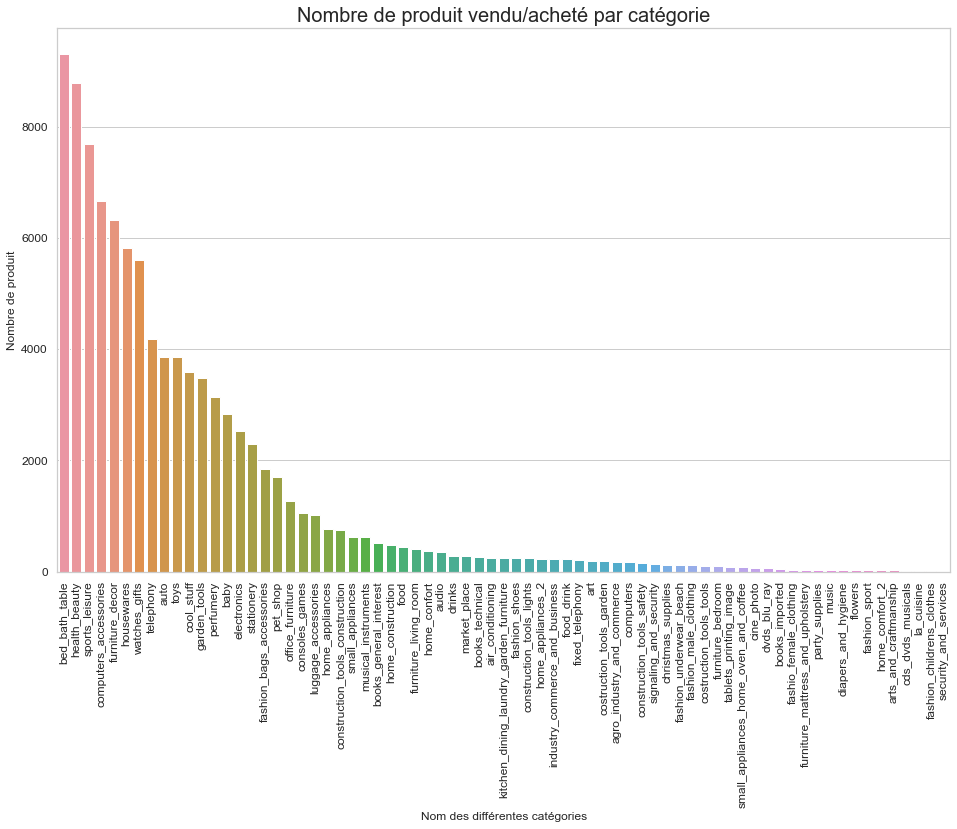 Nombre de produit vendu/acheté par catégorie
Nombre de produit
8000
6000
4000
2000
0
bed_bath_table
health_beauty
sports_leisure
computers_accessories
furniture_decor
housewares
watches_gifts
telephony
auto
toys
cool_stuff
garden_tools
perfumery
baby
electronics
stationery
fashion_bags_accessories
pet_shop
office_furniture
consoles_games
luggage_accessories
home_appliances
construction_tools_construction
small_appliances
musical_instruments
books_general_interest
home_construction
food
furniture_living_room
home_confort
audio
drinks
market_place
books_technical
air_conditioning
kitchen_dining_laundry_garden_furniture
fashion_shoes
construction_tools_lights
home_appliances_2
industry_commerce_and_business
food_drink
fixed_telephony
art
costruction_tools_garden
agro_industry_and_commerce
computers
construction_tools_safety
signaling_and_security
christmas_supplies
fashion_underwear_beach
fashion_male_clothing
costruction_tools_tools
furniture_bedroom
tablets_printing_image
small_appliances_home_oven_and_coffee
cine_photo
dvds_blu_ray
books_imported
fashio_female_clothing
furniture_mattress_and_upholstery
party_supplies
music
diapers_and_hygiene
flowers
fashion_sport
home_comfort_2
arts_and_craftmanship
cds_dvds_musicals
la_cuisine
fashion_childrens_clothes
security_and_services
Nom des différentes catégories